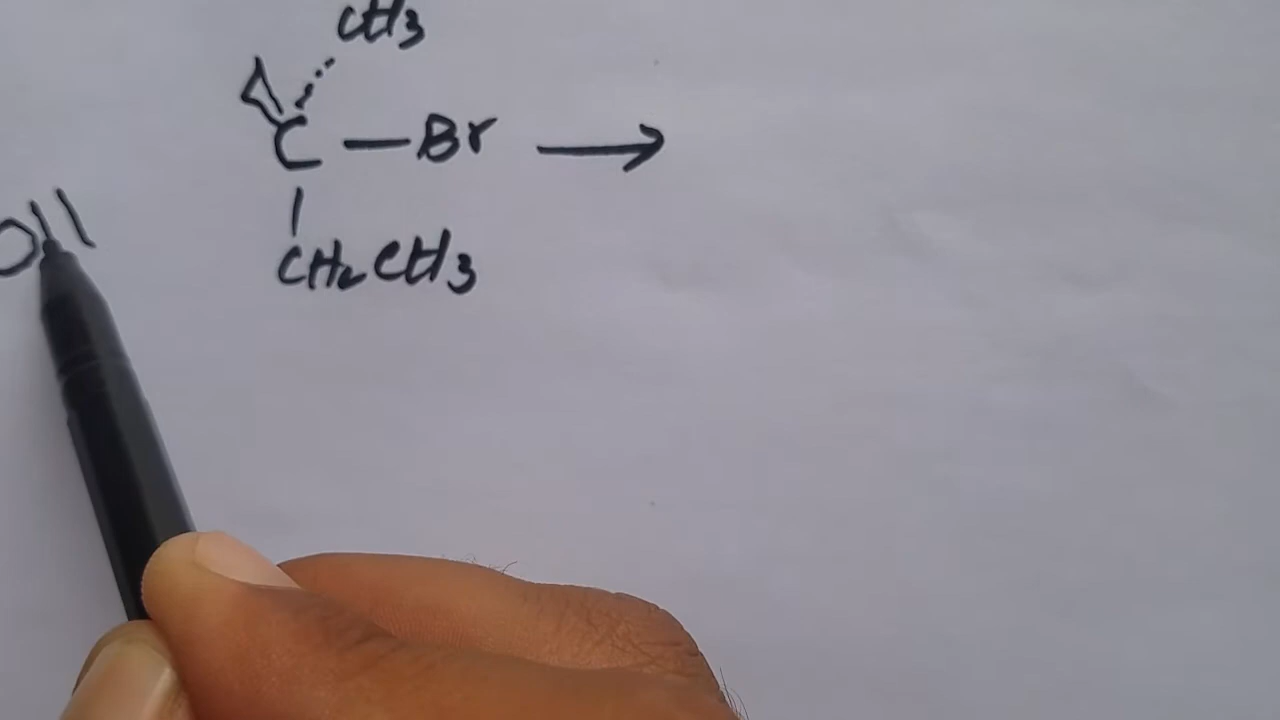 CH3
C — Br →
CH2CH3